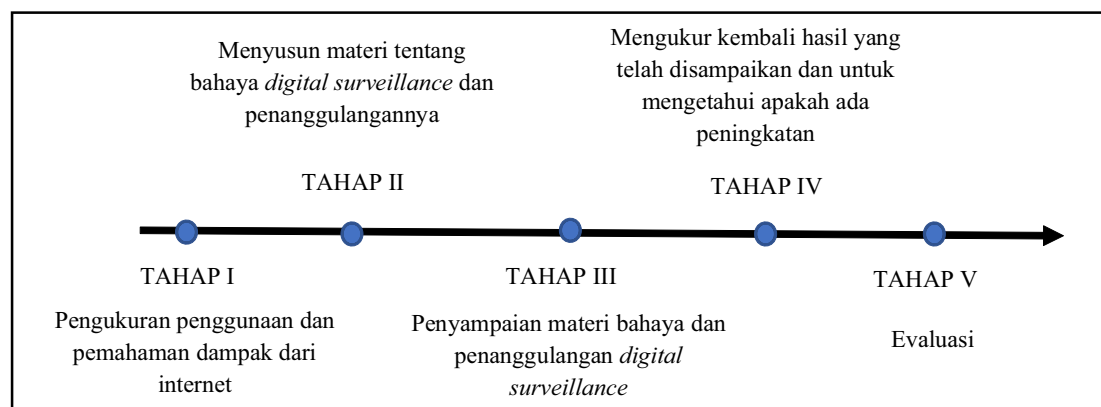 Menyusun materi tentang
bahaya digital surveillance dan
penanggulangannya
TAHAP II
Mengukur kembali hasil yang
telah disampaikan dan untuk
mengetahui apakah ada
peningkatan
TAHAP IV
TAHAP I
Pengukuran penggunaan dan
pemahaman dampak dari
internet
TAHAP III
Penyampaian materi bahaya dan
penanggulangan digital
surveillance
TAHAP V
Evaluasi